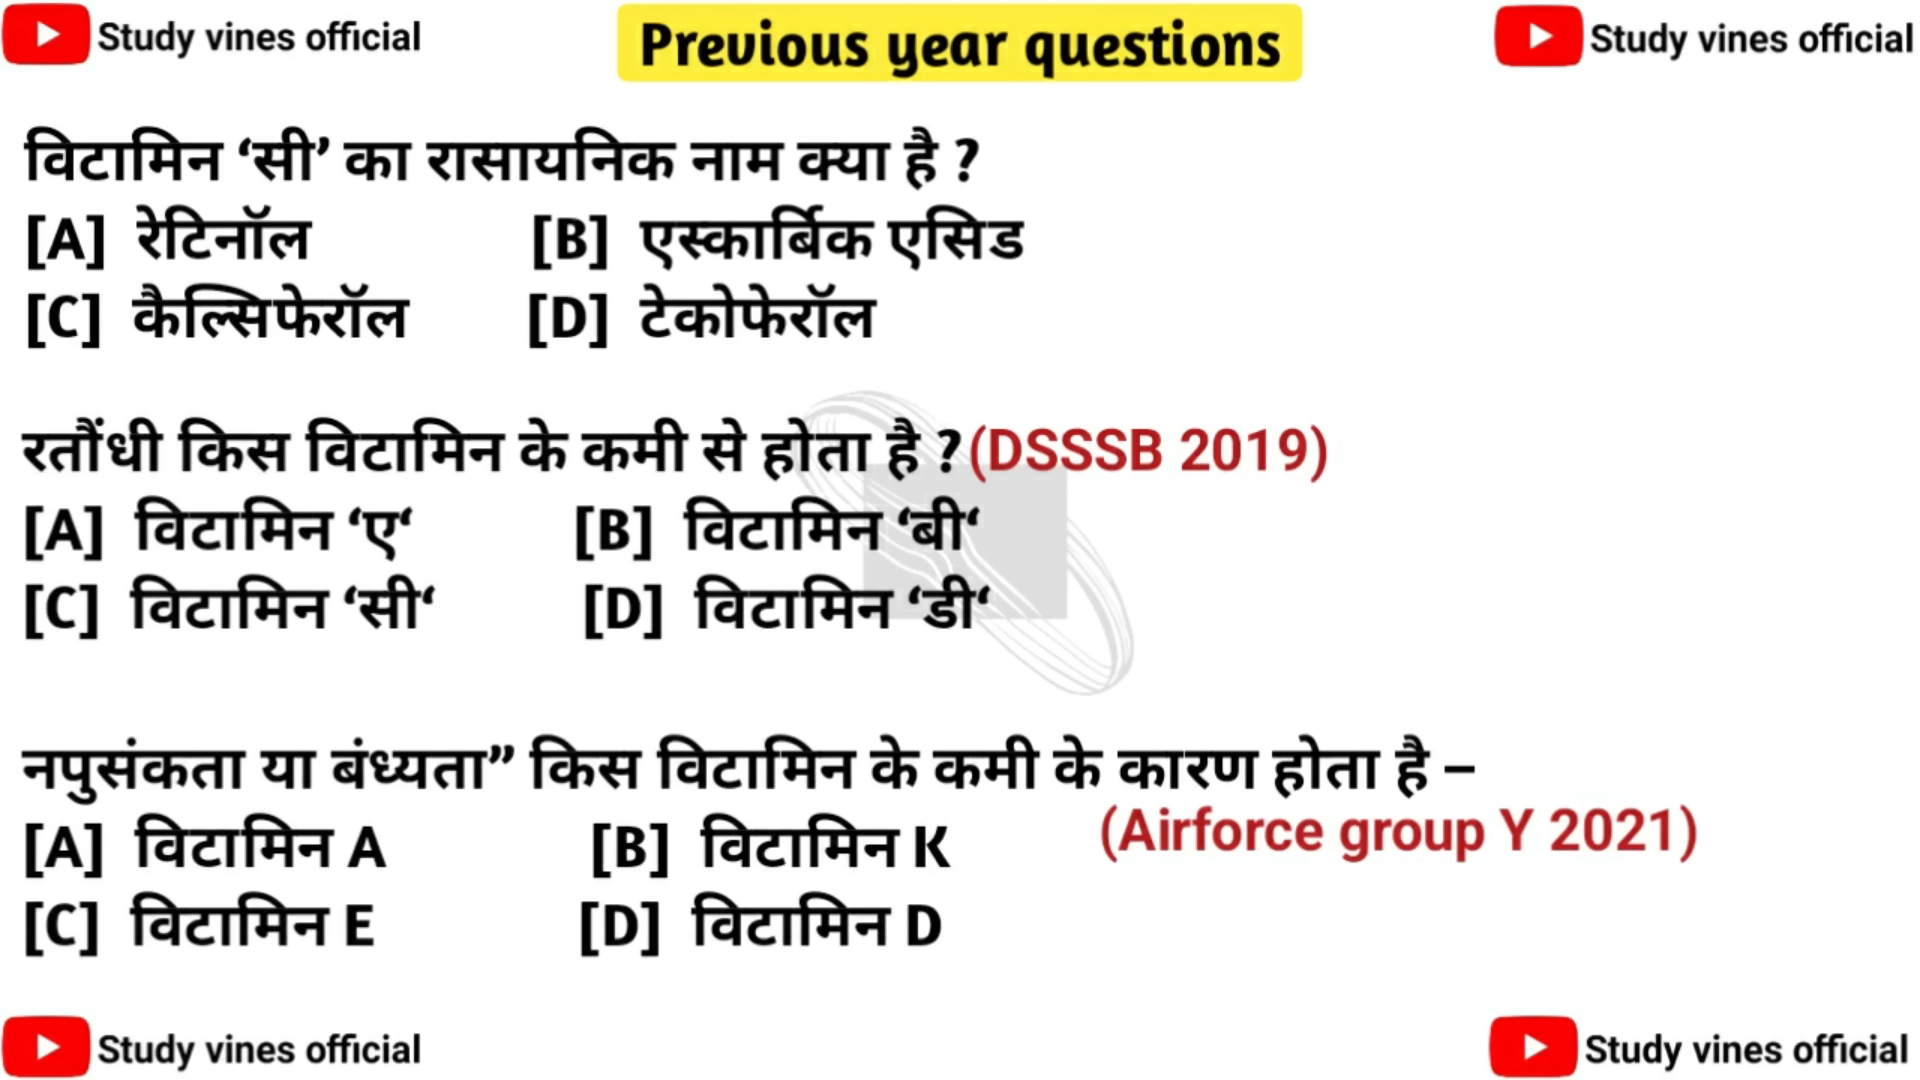 Study vines official
Previous year questions
Study vines official
विटामिन ‘सी’ का रासायनिक नाम क्या है ?
[A] रेटिनॉल [B] एस्कार्बिक एसिड
[C] कैल्सिफेरॉल [D] टेकोफेरॉल
रतौंधी किस विटामिन के कमी से होता है ?(DSSSB 2019)
[A] विटामिन ‘ए‘ [B] विटामिन ‘बी‘
[C] विटामिन ‘सी‘ [D] विटामिन ‘डी‘
नपुसंकता या बंध्यता” किस विटामिन के कमी के कारण होता है –
(Airforce group Y 2021)
[A] विटामिन A [B] विटामिन K
[C] विटामिन E [D] विटामिन D
Study vines official
Study vines official